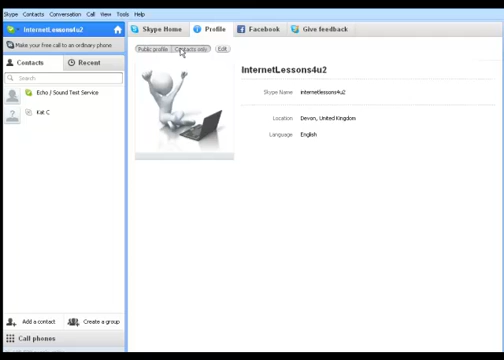 Skype Contacts Conversation Call View Tools Help
InternetLessons4u2
Skype Home
Profile
Facebook
Give feedback
Make your free call to an ordinary phone
Public profile
Contacts only
Edit
Contacts
Recent
Search
InternetLessons4u2
Echo / Sound Test Service
Skype Name internetlessons4u2
Kat C
Location Devon, United Kingdom
Language English
Add a contact
Create a group
Call phones